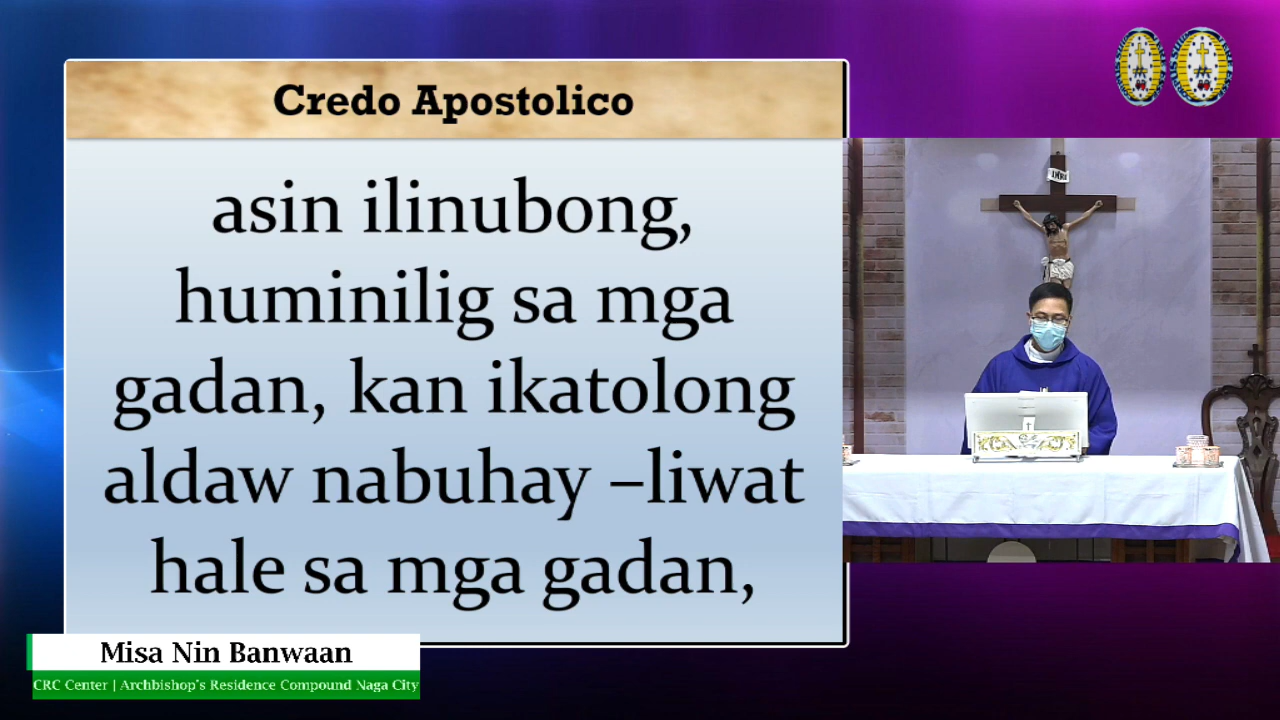 Credo Apostolico
asin ilinubong,
huminilig sa mga
gadan, kan ikatolong
aldaw nabuhay –liwat
hale sa mga gadan,
INRI
Misa Nin Banwaan
CRC Center | Archbishop's Residence Compound Naga City